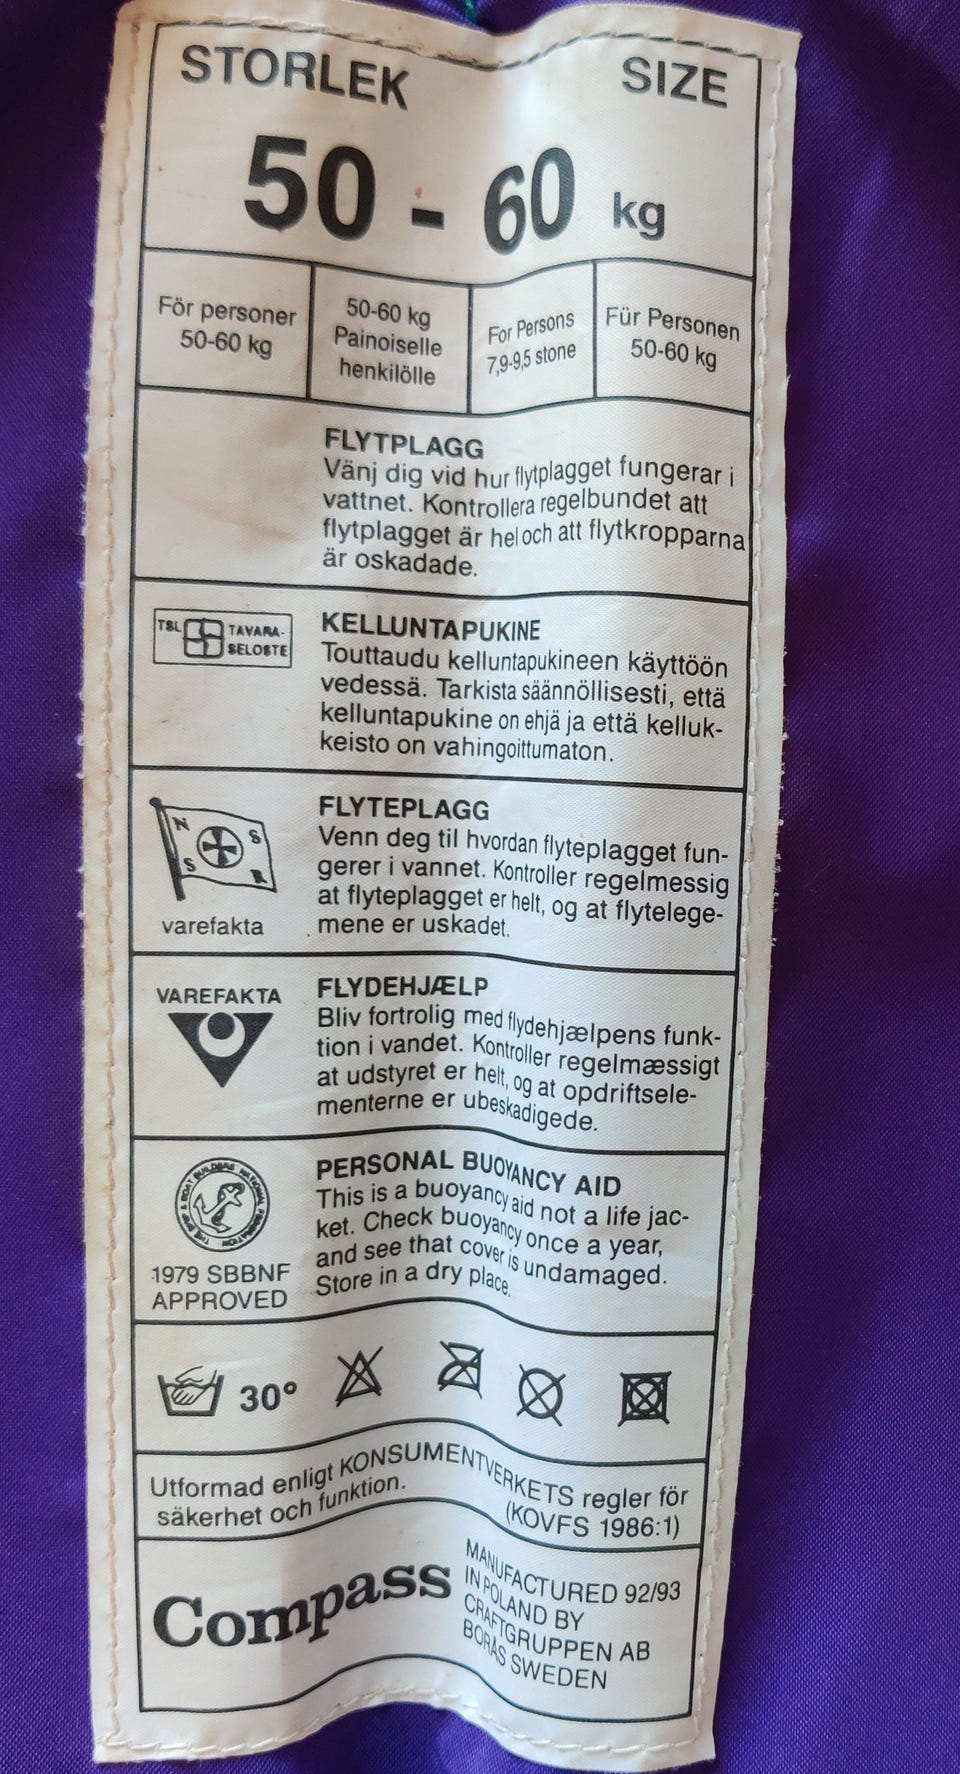 STORLEK SIZE
50 - 60 kg
För personer
50-60 kg
50-60 kg
Painoiselle
henkilölle
For Persons
7,9-9,5 stone
Für Personen
50-60 kg
FLYTPLAGG
Vänj dig vid hur flytplagget fungerar i
vattnet. Kontrollera regelbundet att
flytplagget är hel och att flytkropparna
är oskadade.
TSL TAVARA-
SELOSTE
KELLUNTAPUKINE
Touttaudu kelluntapukineen käyttöön
vedessä. Tarkista säännöllisesti, että
kelluntapukine on ehjä ja että kelluk-
keisto on vahingoittumaton.
N S
S R
varefakta
FLYTEPLAGG
Venn deg til hvordan flyteplagget fun-
gerer i vannet. Kontroller regelmessig
at flyteplagget er helt, og at flytelege-
mene er uskadet.
VAREFAKTA
FLYDEHJÆLP
Bliv fortrolig med flydehjælpens funk-
tion i vandet. Kontroller regelmæssigt
at udstyret er helt, og at opdriftsele-
menterne er ubeskadigede.
THE SHIP & BOAT BUILDERS NATIONAL FEDERATION
1979 SBBNF
APPROVED
PERSONAL BUOYANCY AID
This is a buoyancy aid not a life jac-
ket. Check buoyancy once a year,
and see that cover is undamaged.
Store in a dry place.
30°
Utformad enligt KONSUMENTVERKETS regler för
säkerhet och funktion. (KOVFS 1986:1)
Compass
MANUFACTURED 92/93
IN POLAND BY
CRAFTGRUPPEN AB
BORÅS SWEDEN